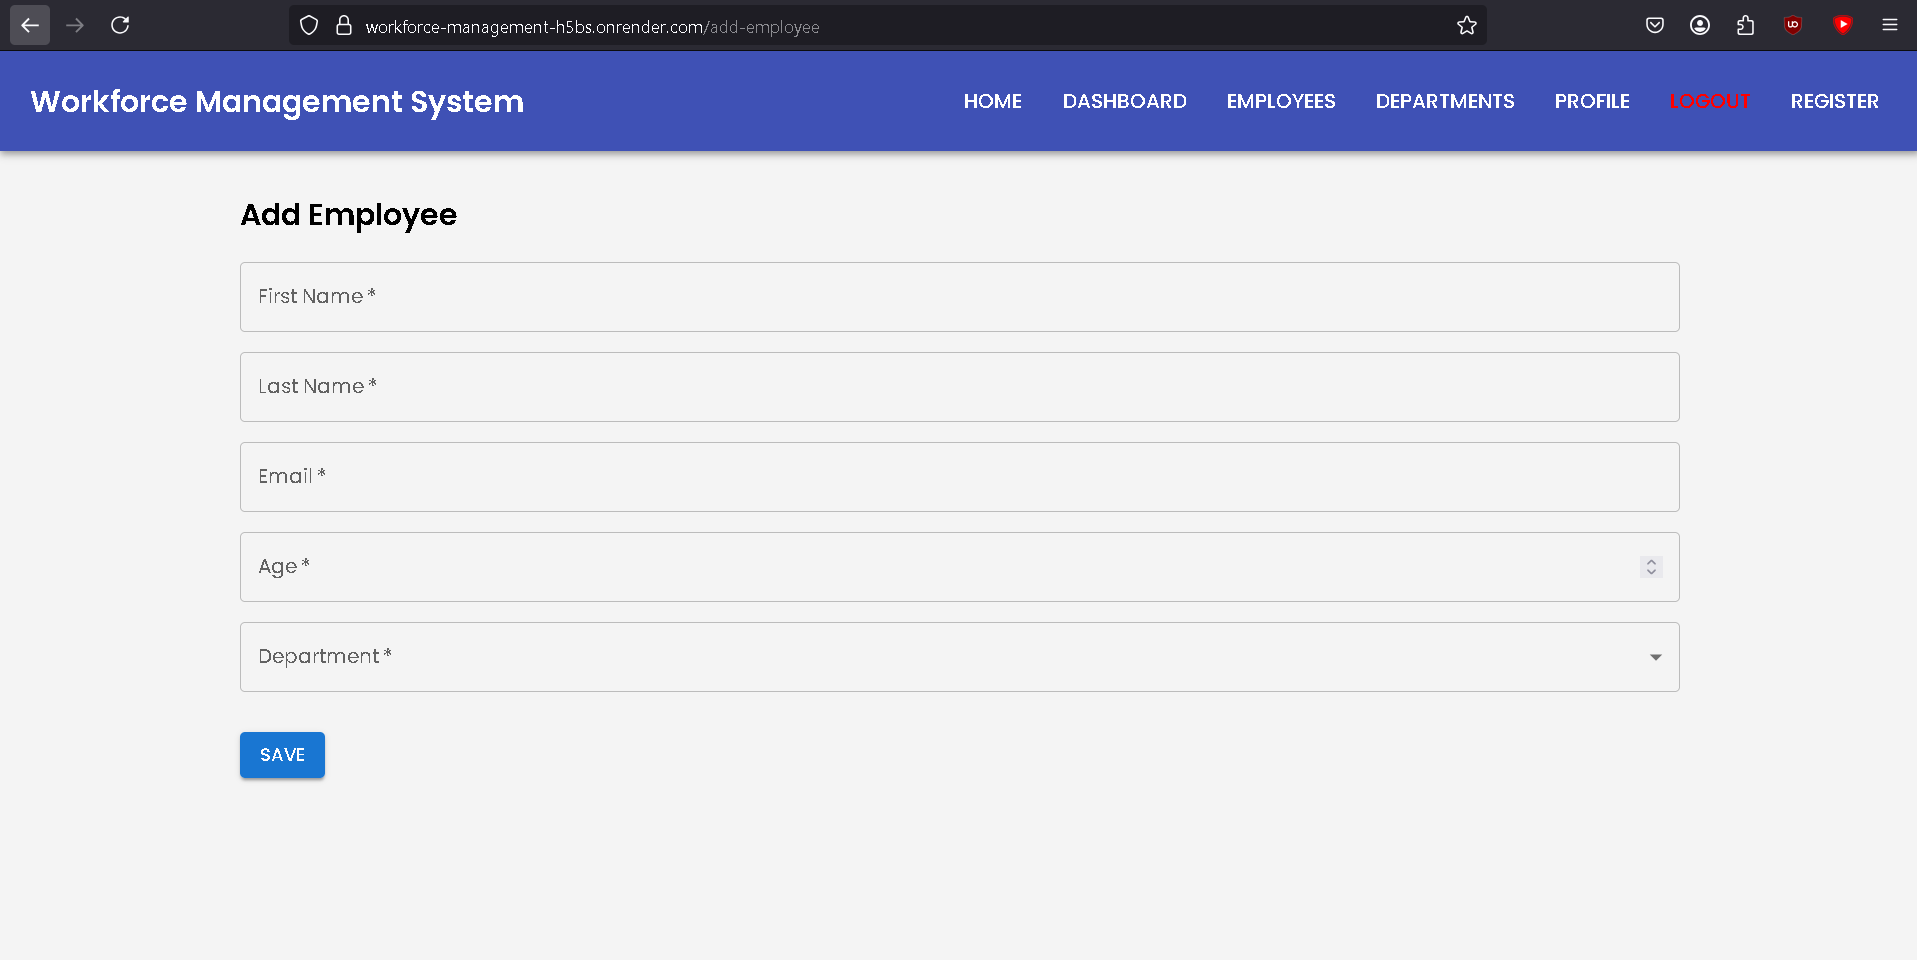 workforce-management-h5bs.onrender.com/add-employee
Workforce Management System
HOME DASHBOARD EMPLOYEES DEPARTMENTS PROFILE LOGOUT REGISTER
Add Employee
First Name *
Last Name *
Email *
Age *
Department *
SAVE